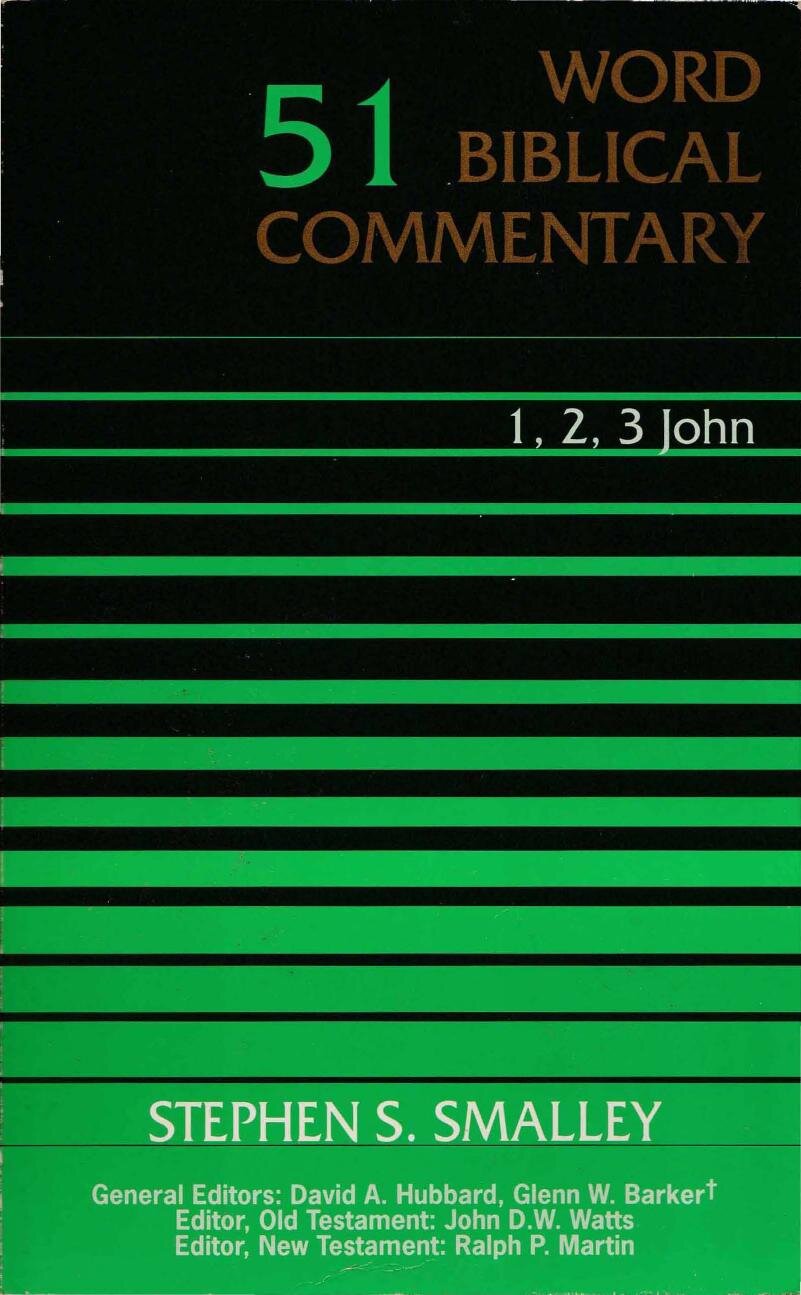 51 WORD
BIBLICAL
COMMENTARY
1, 2, 3 John
STEPHEN S. SMALLEY
General Editors: David A. Hubbard, Glenn W. Barker†
Editor, Old Testament: John D.W. Watts
Editor, New Testament: Ralph P. Martin